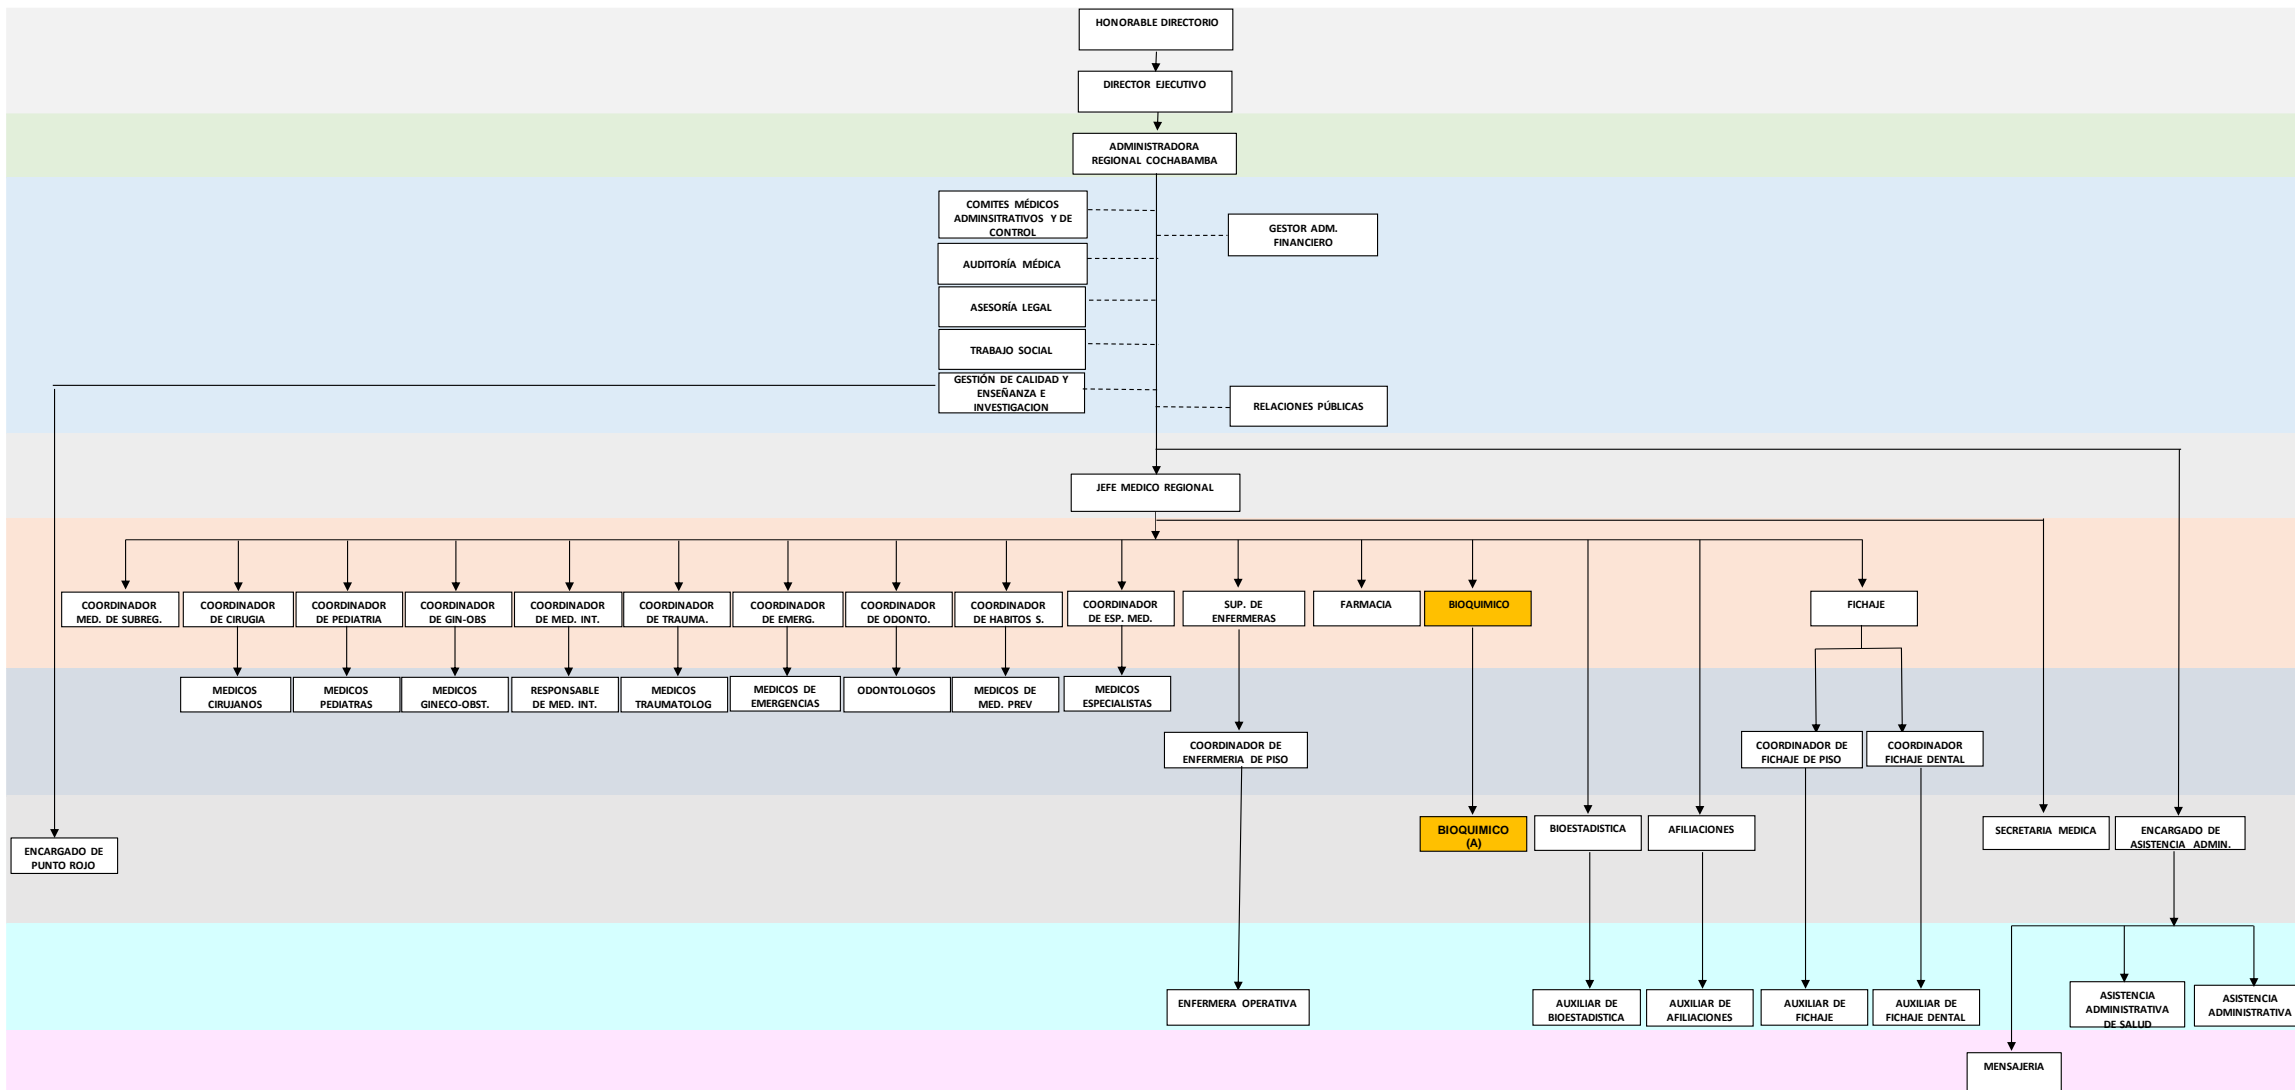 HONORABLE DIRECTORIO
DIRECTOR EJECUTIVO
ADMINISTRADORA
REGIONAL COCHABAMBA
COMITES MÉDICOS
ADMINSITRATIVOS Y DE
CONTROL
GESTOR ADM.
FINANCIERO
AUDITORÍA MÉDICA
ASESORÍA LEGAL
TRABAJO SOCIAL
GESTIÓN DE CALIDAD Y
ENSEÑANZA E
INVESTIGACION
RELACIONES PÚBLICAS
JEFE MEDICO REGIONAL
COORDINADOR
MED. DE SUBREG.
COORDINADOR
DE CIRUGIA
COORDINADOR
DE PEDIATRIA
COORDINADOR
DE GIN-OBS
COORDINADOR
DE MED. INT.
COORDINADOR
DE TRAUMA.
COORDINADOR
DE EMERG.
COORDINADOR
DE ODONTO.
COORDINADOR
DE HABITOS S.
COORDINADOR
DE ESP. MED.
SUP. DE
ENFERMERAS
FARMACIA
BIOQUIMICO
FICHAJE
MEDICOS
CIRUJANOS
MEDICOS
PEDIATRAS
MEDICOS
GINECO-OBST.
RESPONSABLE
DE MED. INT.
MEDICOS
TRAUMATOLOG
MEDICOS DE
EMERGENCIAS
ODONTOLOGOS
MEDICOS DE
MED. PREV
MEDICOS
ESPECIALISTAS
COORDINADOR DE
ENFERMERIA DE PISO
COORDINADOR DE
FICHAJE DE PISO
COORDINADOR
FICHAJE DENTAL
ENCARGADO DE
PUNTO ROJO
BIOQUIMICO
(A)
BIOESTADISTICA
AFILIACIONES
SECRETARIA MEDICA
ENCARGADO DE
ASISTENCIA ADMIN.
ENFERMERA OPERATIVA
AUXILIAR DE
BIOESTADISTICA
AUXILIAR DE
AFILIACIONES
AUXILIAR DE
FICHAJE
AUXILIAR DE
FICHAJE DENTAL
ASISTENCIA
ADMINISTRATIVA
DE SALUD
ASISTENCIA
ADMINISTRATIVA
MENSAJERIA